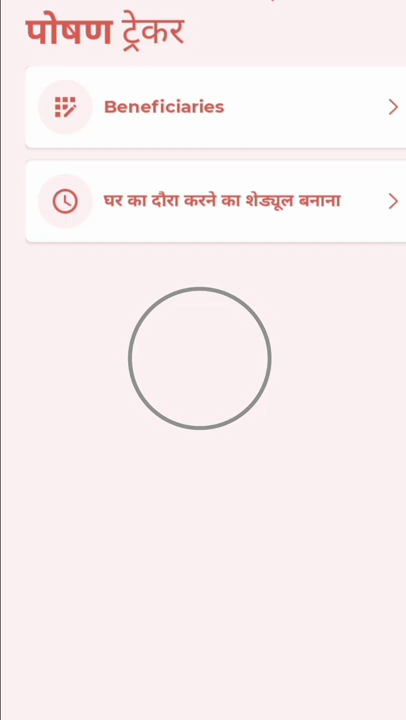 पोषण ट्रेकर
Beneficiaries
घर का दौरा करने का शेड्यूल बनाना